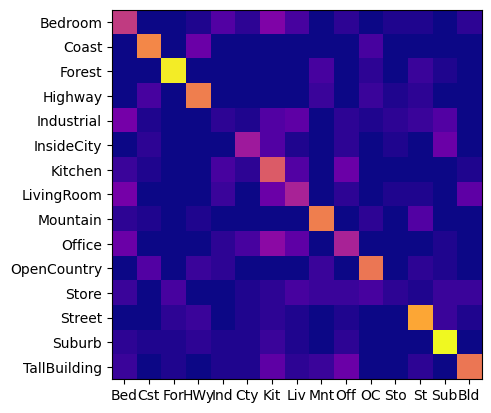 Bedroom
Coast
Forest
Highway
Industrial
InsideCity
Kitchen
LivingRoom
Mountain
Office
OpenCountry
Store
Street
Suburb
TallBuilding
Bed Cst For HWy Ind Cty Kit Liv Mnt Off OC Sto St Sub Bld